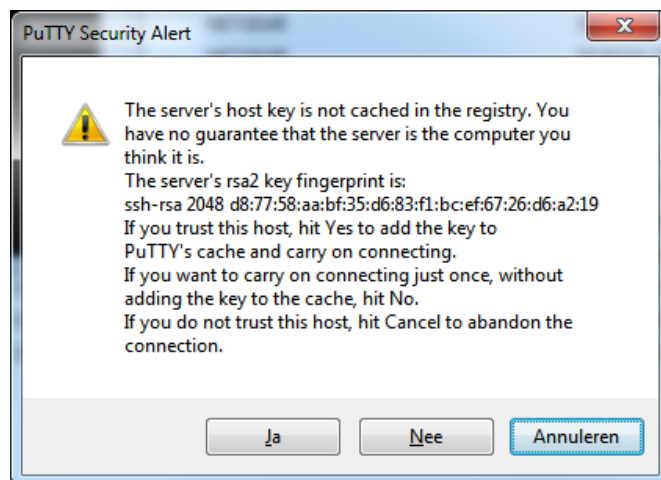 PuTTY Security Alert
The server's host key is not cached in the registry. You
have no guarantee that the server is the computer you
think it is.
The server's rsa2 key fingerprint is:
ssh-rsa 2048 d8:77:58:aa:bf:35:d6:83:f1:bc:ef:67:26:d6:a2:19
If you trust this host, hit Yes to add the key to
PuTTY's cache and carry on connecting.
If you want to carry on connecting just once, without
adding the key to the cache, hit No.
If you do not trust this host, hit Cancel to abandon the
connection.
Ja Nee Annuleren